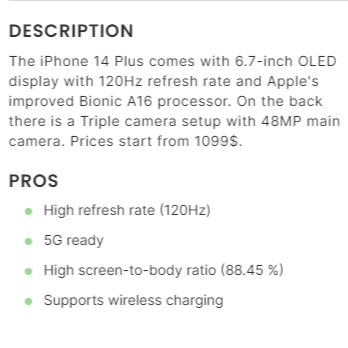 DESCRIPTION
The iPhone 14 Plus comes with 6.7-inch OLED
display with 120Hz refresh rate and Apple's
improved Bionic A16 processor. On the back
there is a Triple camera setup with 48MP main
camera. Prices start from 1099$.
PROS
High refresh rate (120Hz)
5G ready
High screen-to-body ratio (88.45 %)
Supports wireless charging